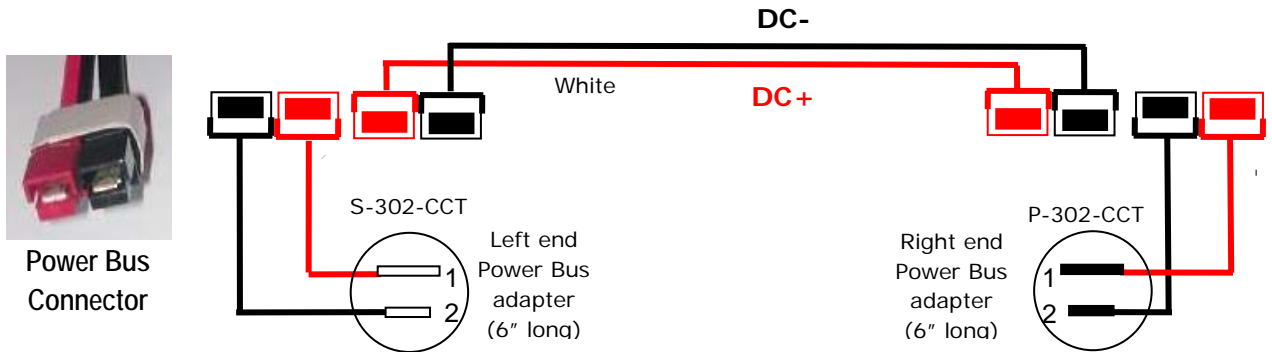 DC-
White
DC+
S-302-CCT
P-302-CCT
Left end
Power Bus
adapter
(6" long)
Right end
Power Bus
adapter
(6" long)
1
2
1
2
Power Bus
Connector